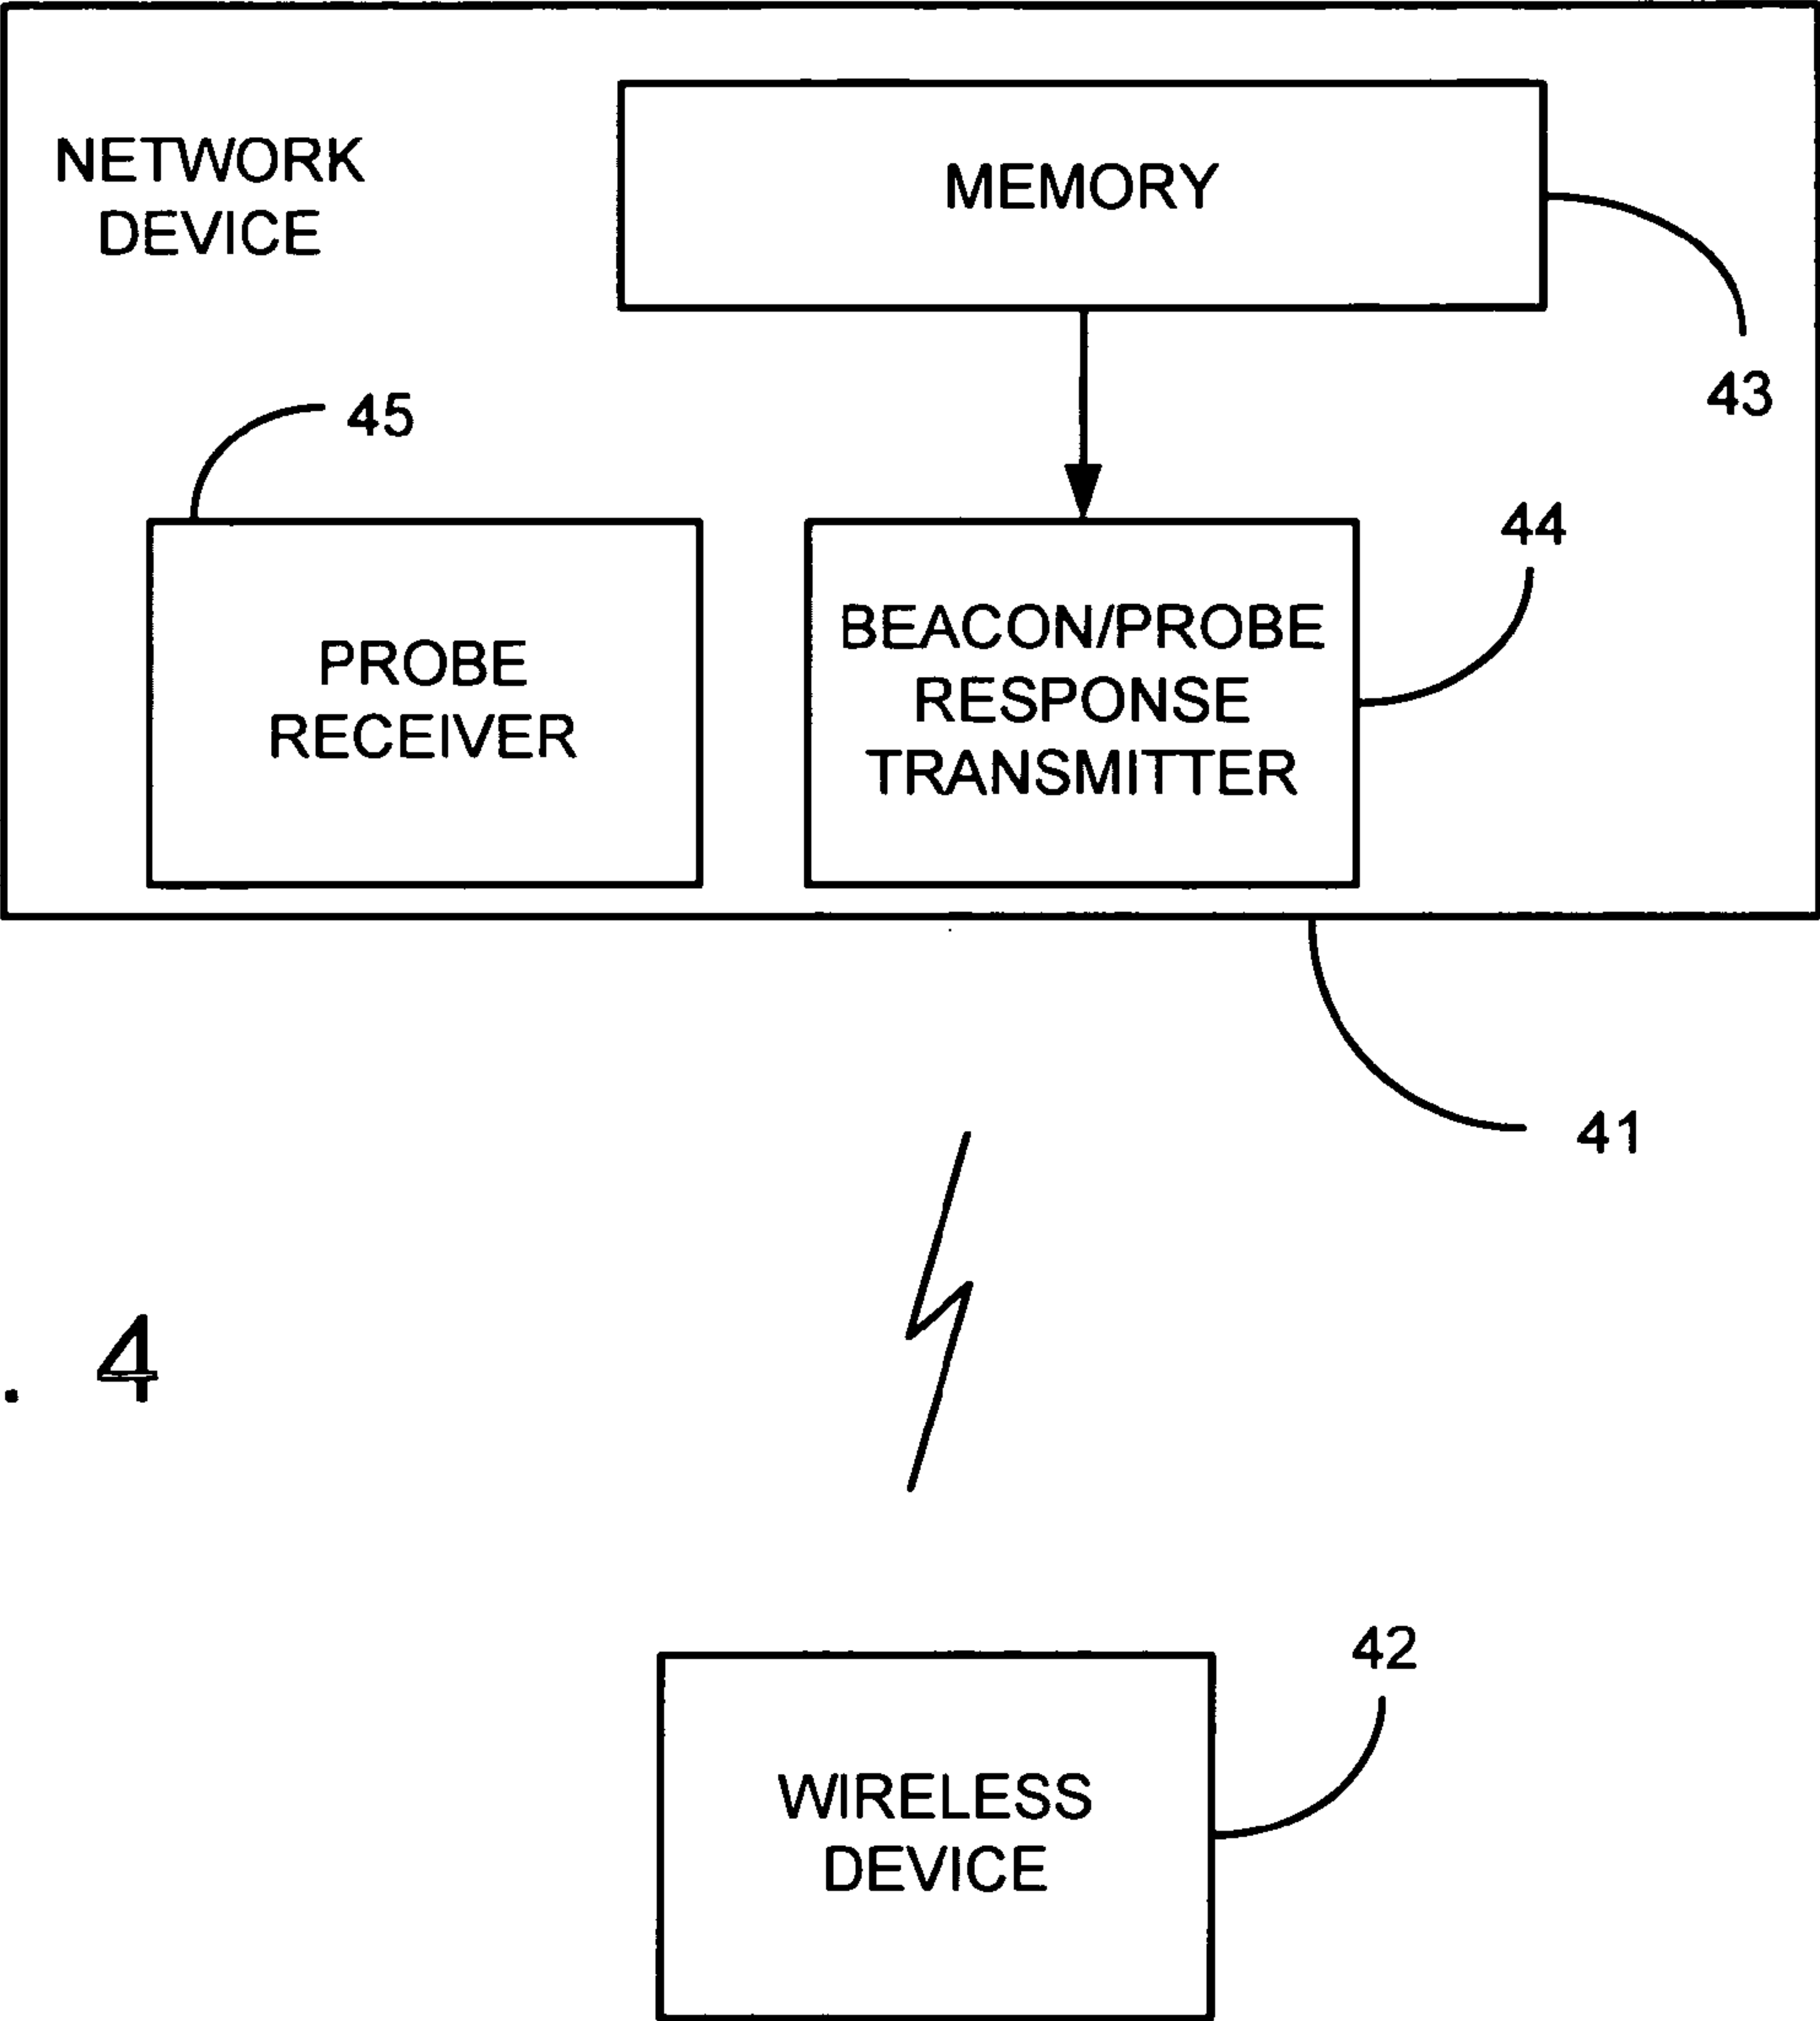 NETWORK
DEVICE
MEMORY
43
45
44
PROBE
RECEIVER
BEACON/PROBE
RESPONSE
TRANSMITTER
41
. 4
42
WIRELESS
DEVICE